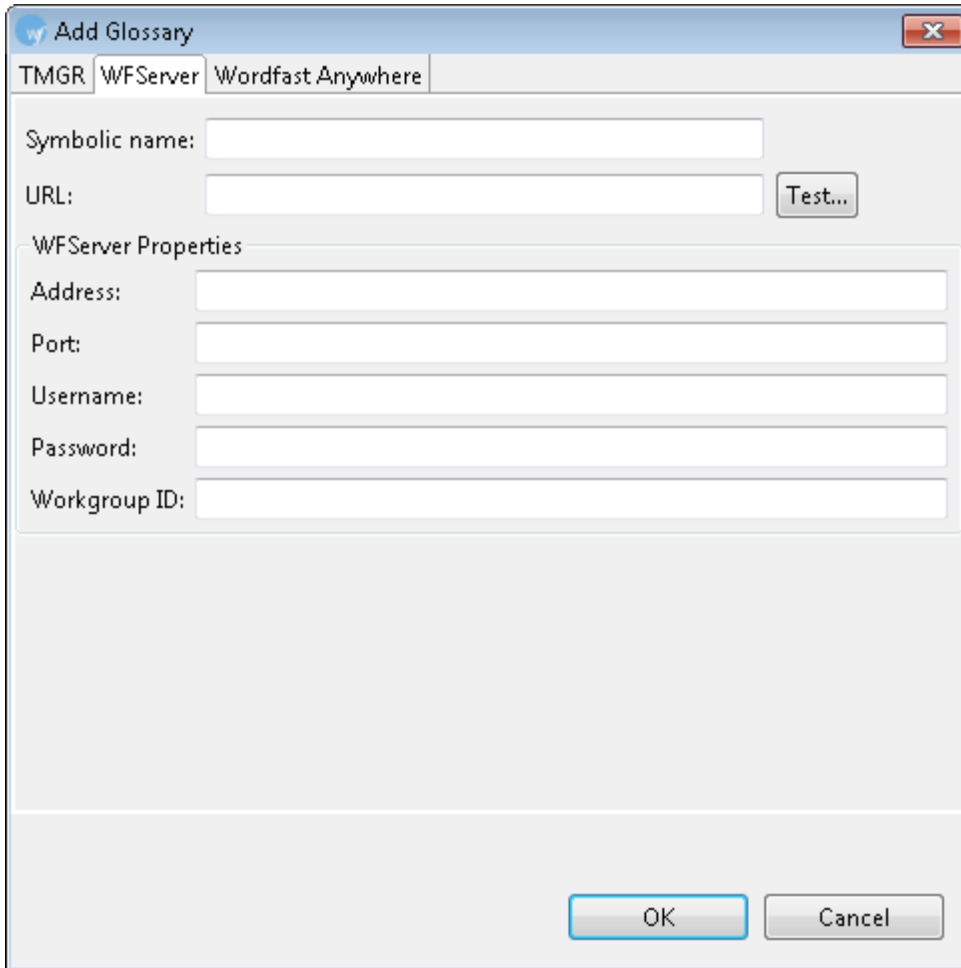 Add Glossary
TMGR WFServer Wordfast Anywhere
Symbolic name:
URL: Test...
WFServer Properties
Address:
Port:
Username:
Password:
Workgroup ID:
OK Cancel